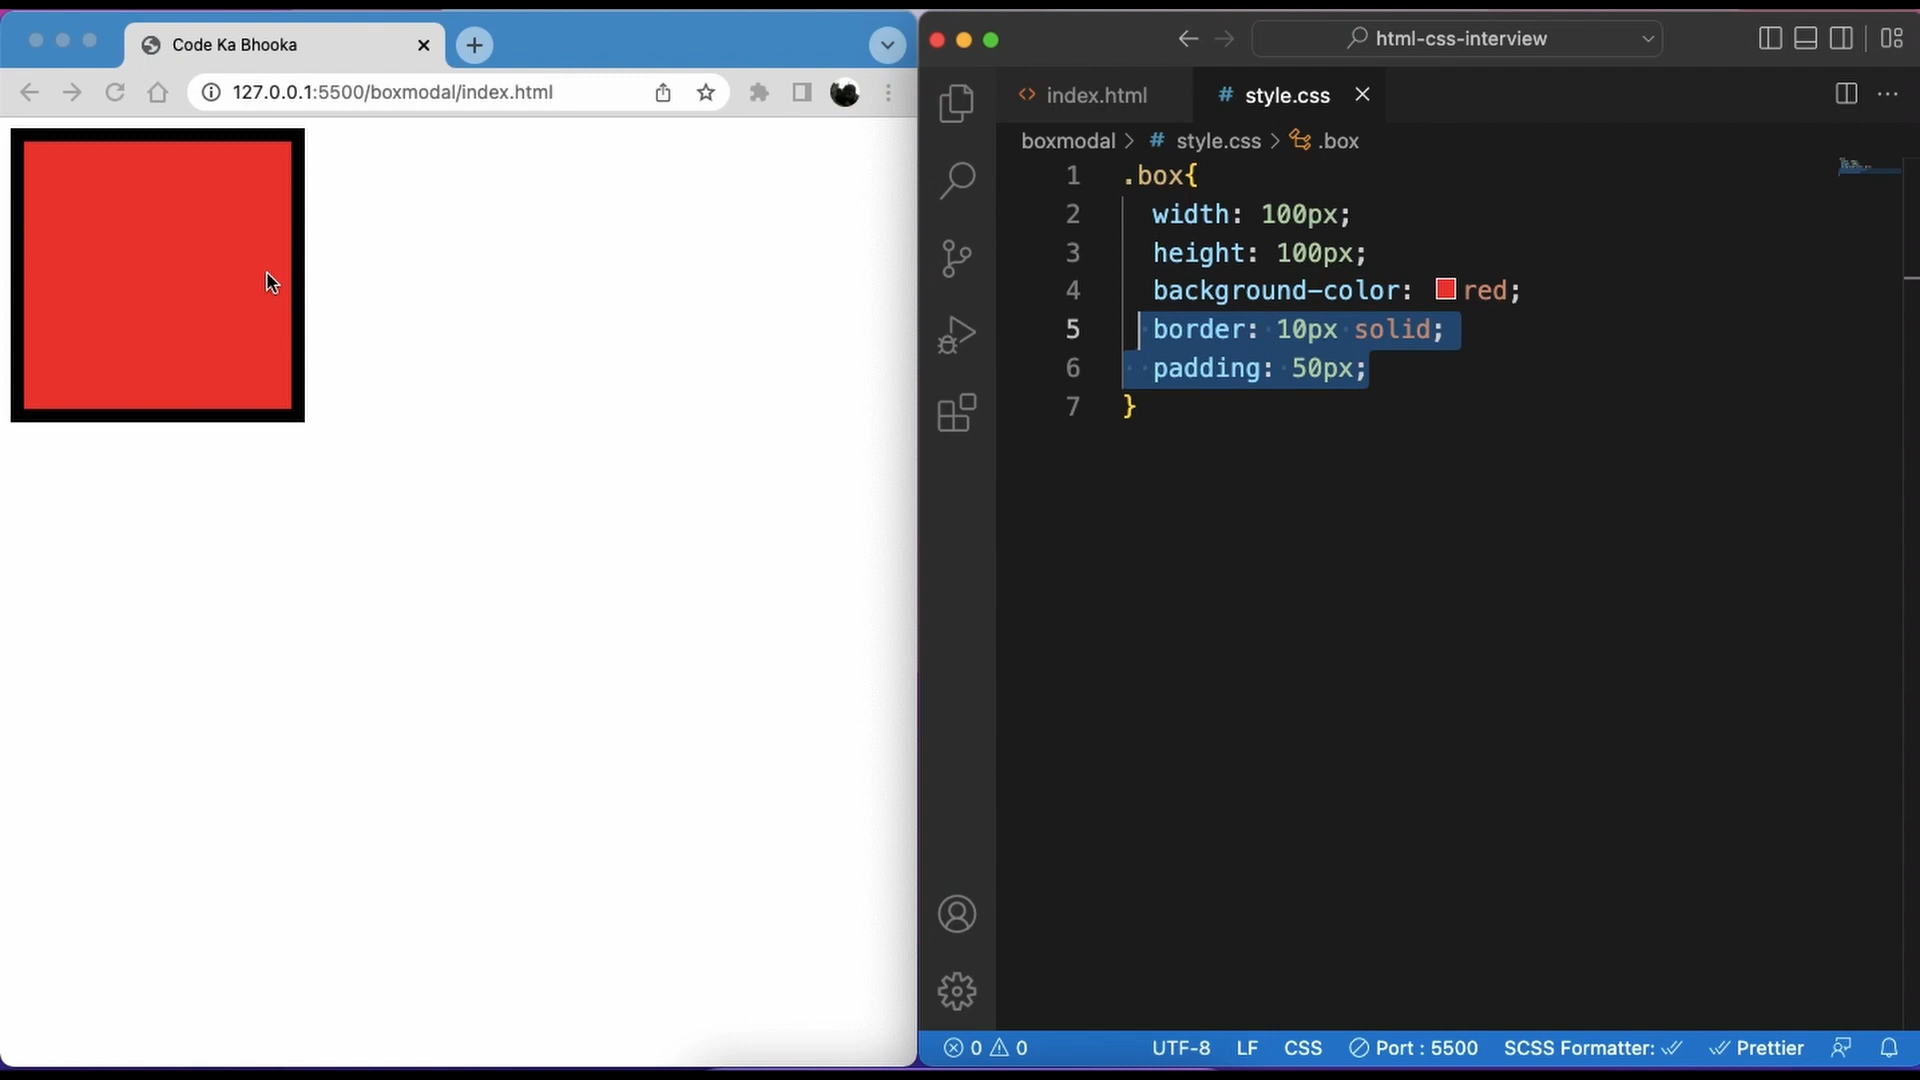 Code Ka Bhooka
127.0.0.1:5500/boxmodal/index.html
html-css-interview
index.html
# style.css
boxmodal > # style.css > .box
1 .box{
2 width: 100px;
3 height: 100px;
4 background-color: red;
5 border: 10px solid;
6 padding: 50px;
7 }
0 0 UTF-8 LF CSS Port : 5500 SCSS Formatter: Prettier